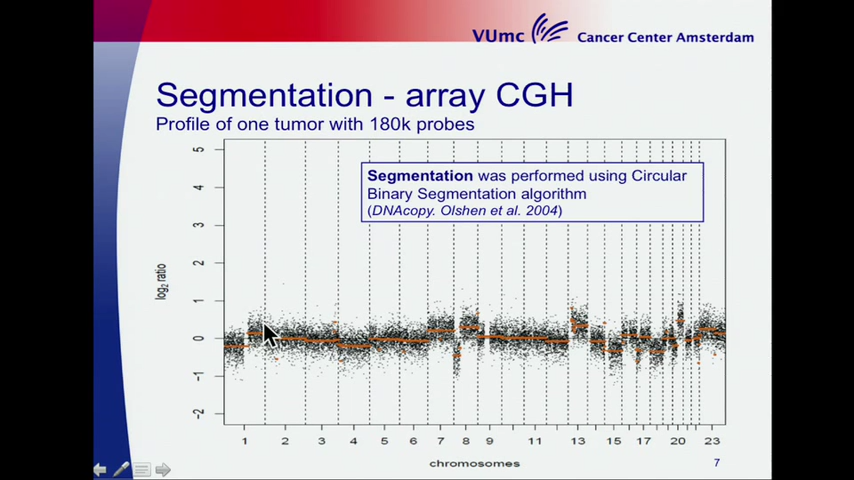 VUmc Cancer Center Amsterdam
Segmentation - array CGH
Profile of one tumor with 180k probes
Segmentation was performed using Circular
Binary Segmentation algorithm
(DNAcopy. Olshen et al. 2004)
5
4
3
2
1
0
-1
-2
log2 ratio
1 2 3 4 5 6 7 8 9 11 13 15 17 20 23
chromosomes
7